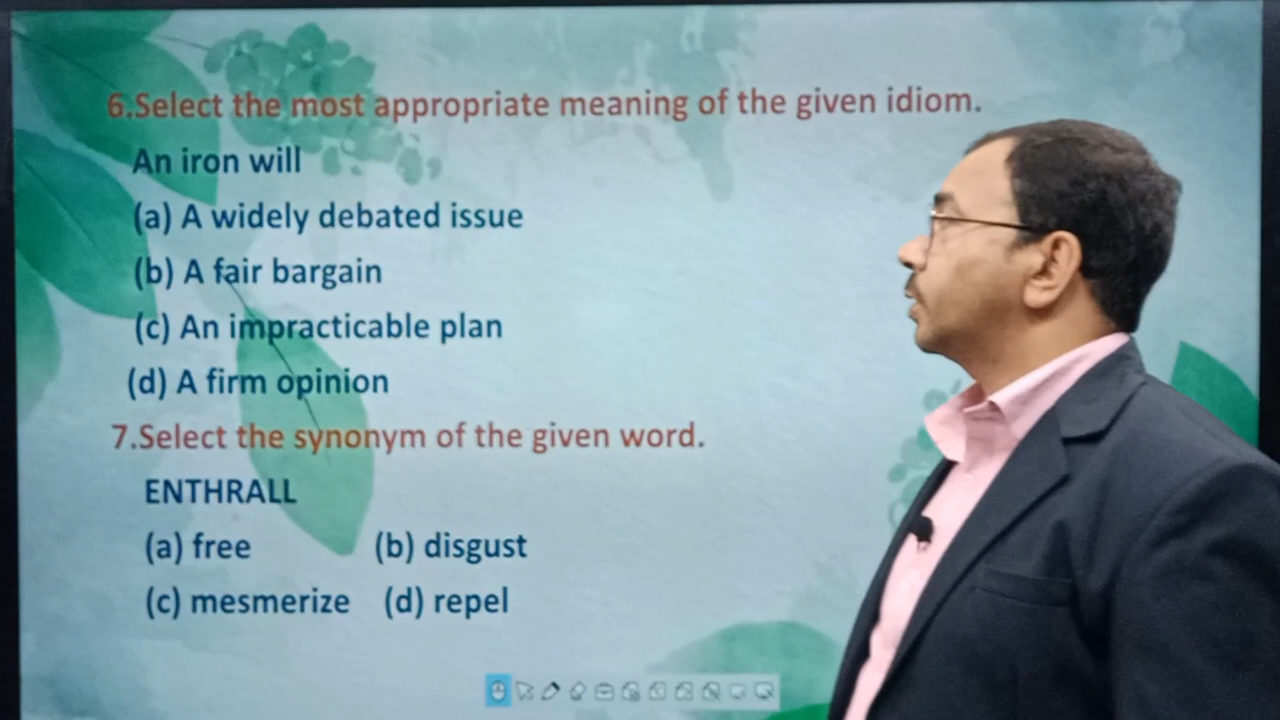 6.Select the most appropriate meaning of the given idiom.
An iron will
(a) A widely debated issue
(b) A fair bargain
(c) An impracticable plan
(d) A firm opinion
7.Select the synonym of the given word.
ENTHRALL
(a) free (b) disgust
(c) mesmerize (d) repel